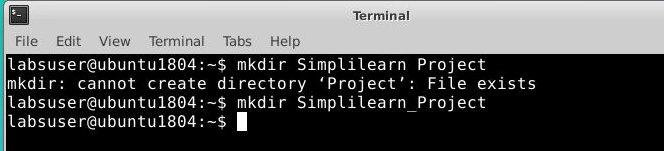 Terminal
File Edit View Terminal Tabs Help
labsuser@ubuntu1804:~$ mkdir Simplilearn Project
mkdir: cannot create directory ‘Project’: File exists
labsuser@ubuntu1804:~$ mkdir Simplilearn_Project
labsuser@ubuntu1804:~$